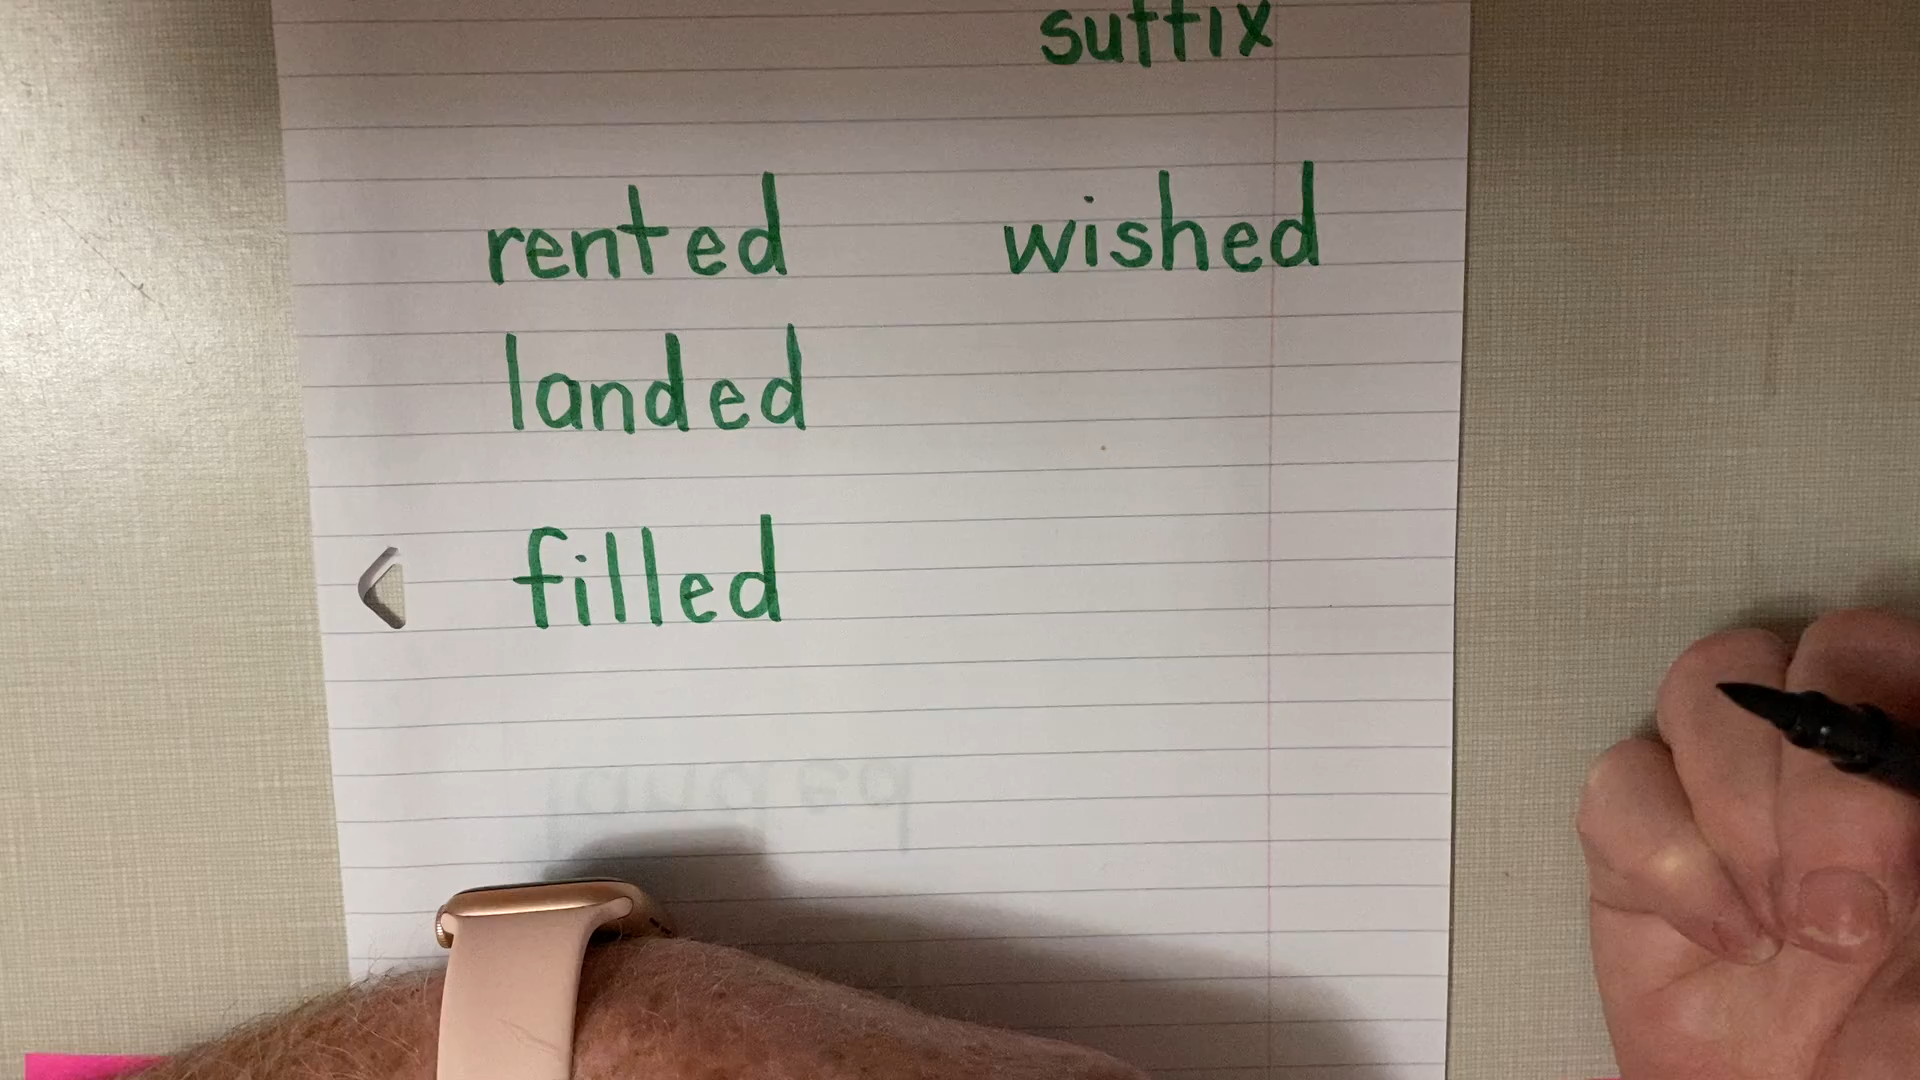 suffix
rented wished
landed
filled